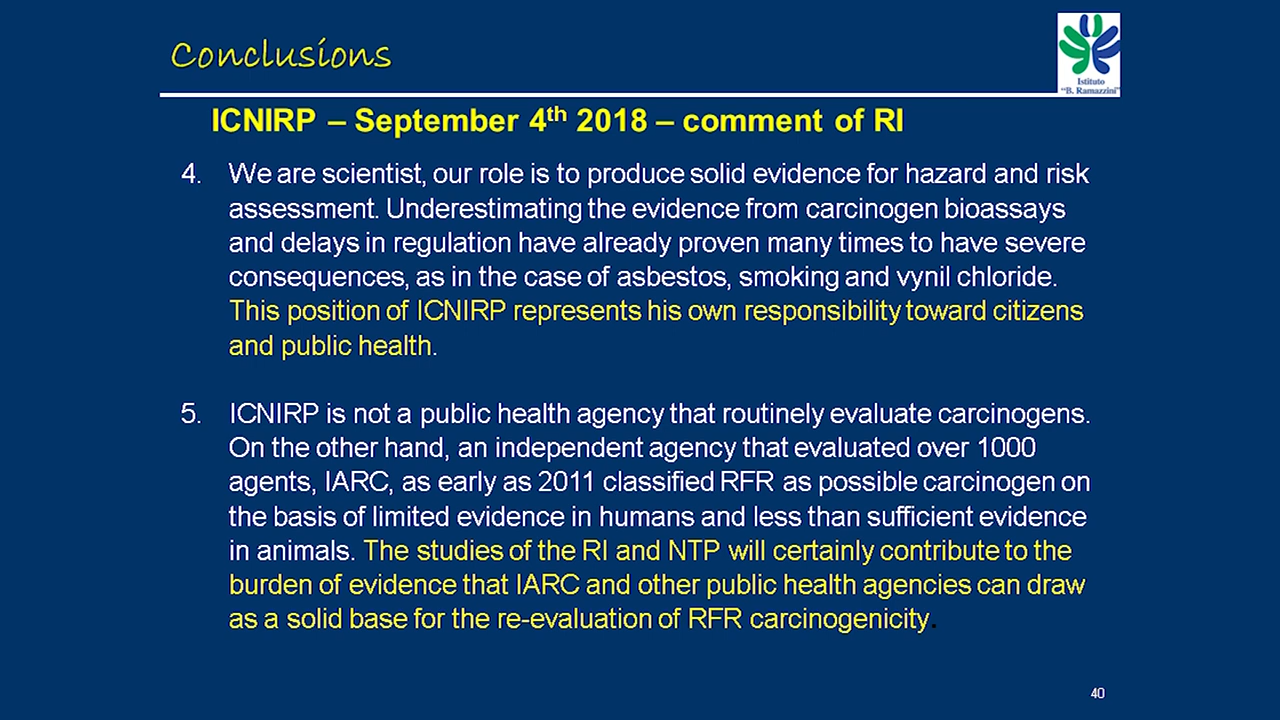 Conclusions
Istituto
"B. Ramazzini"
ICNIRP – September 4th 2018 – comment of RI
4. We are scientist, our role is to produce solid evidence for hazard and risk
assessment. Underestimating the evidence from carcinogen bioassays
and delays in regulation have already proven many times to have severe
consequences, as in the case of asbestos, smoking and vynil chloride.
This position of ICNIRP represents his own responsibility toward citizens
and public health.
5. ICNIRP is not a public health agency that routinely evaluate carcinogens.
On the other hand, an independent agency that evaluated over 1000
agents, IARC, as early as 2011 classified RFR as possible carcinogen on
the basis of limited evidence in humans and less than sufficient evidence
in animals. The studies of the RI and NTP will certainly contribute to the
burden of evidence that IARC and other public health agencies can draw
as a solid base for the re-evaluation of RFR carcinogenicity.
40